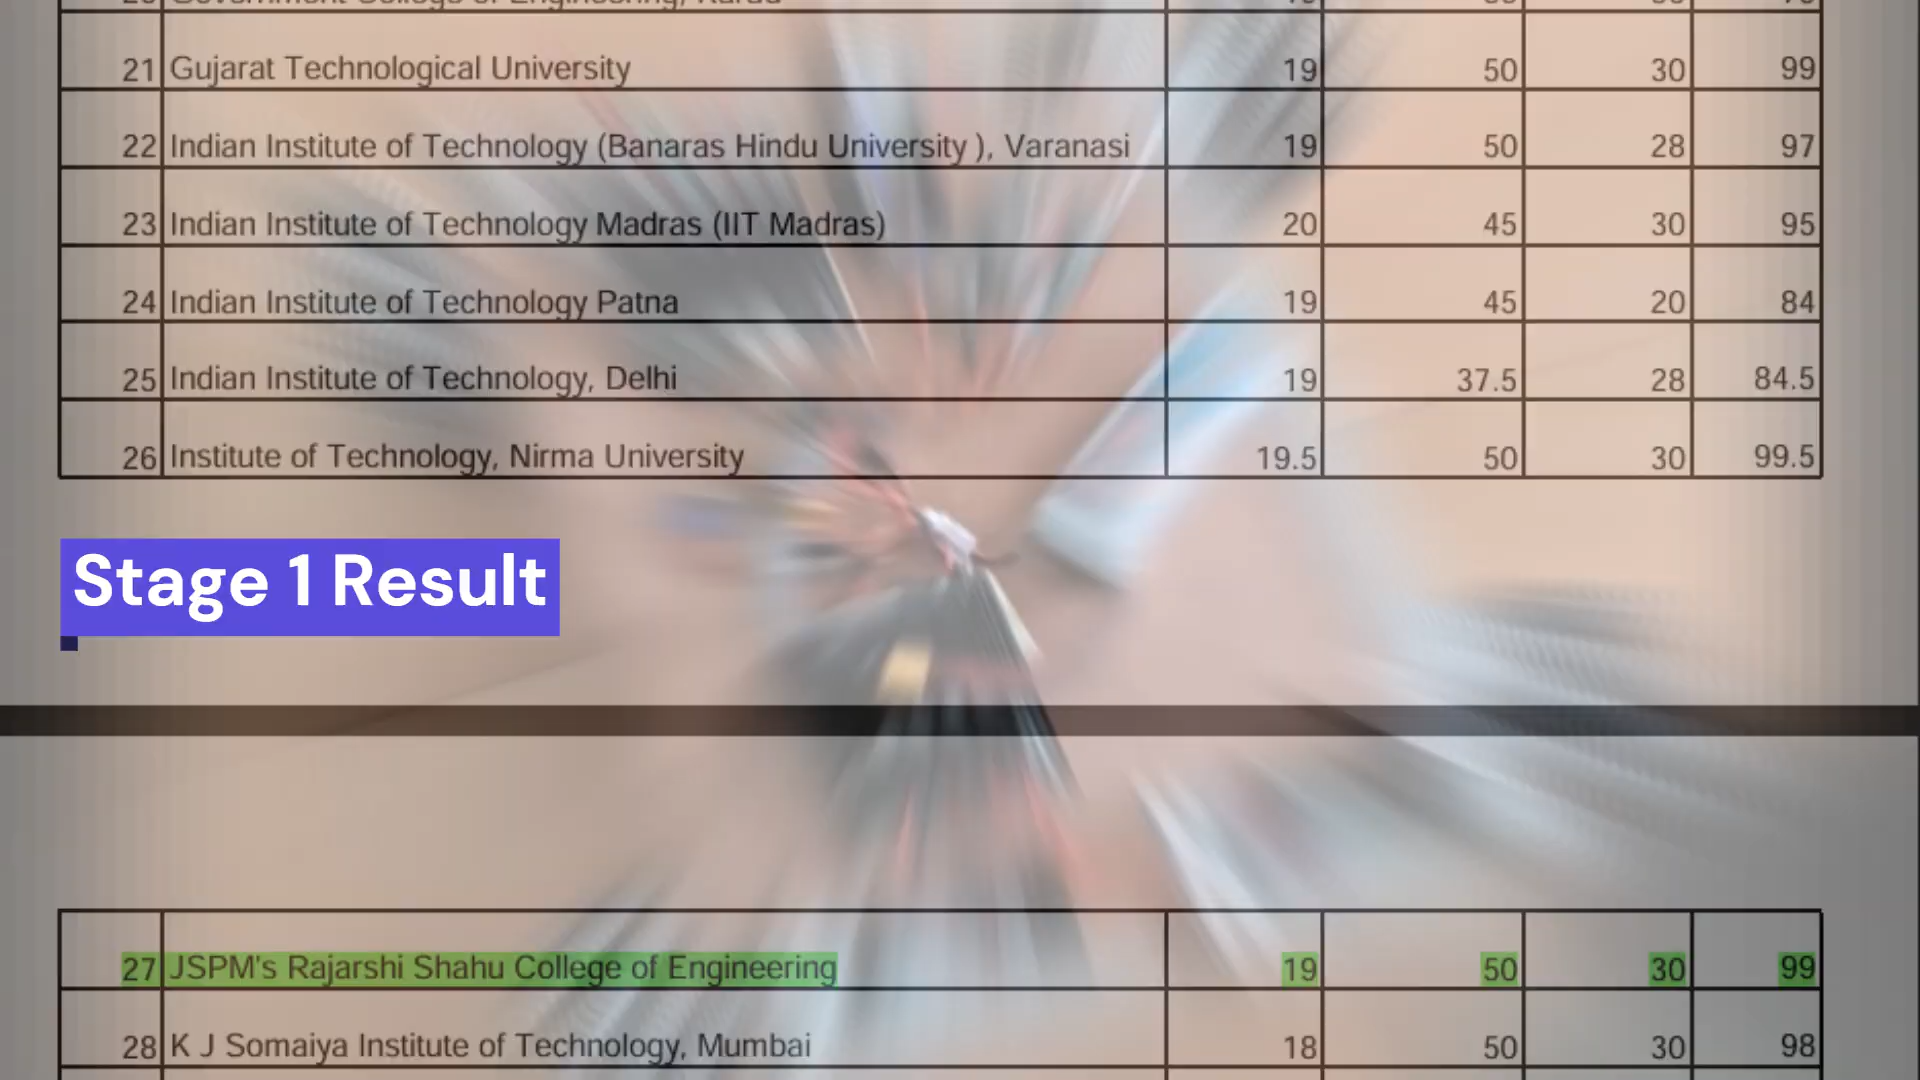 21 Gujarat Technological University 19 50 30 99
22 Indian Institute of Technology (Banaras Hindu University ), Varanasi 19 50 28 97
23 Indian Institute of Technology Madras (IIT Madras) 20 45 30 95
24 Indian Institute of Technology Patna 19 45 20 84
25 Indian Institute of Technology, Delhi 19 37.5 28 84.5
26 Institute of Technology, Nirma University 19.5 50 30 99.5
Stage 1 Result
27 JSPM's Rajarshi Shahu College of Engineering 19 50 30 99
28 K J Somaiya Institute of Technology, Mumbai 18 50 30 98